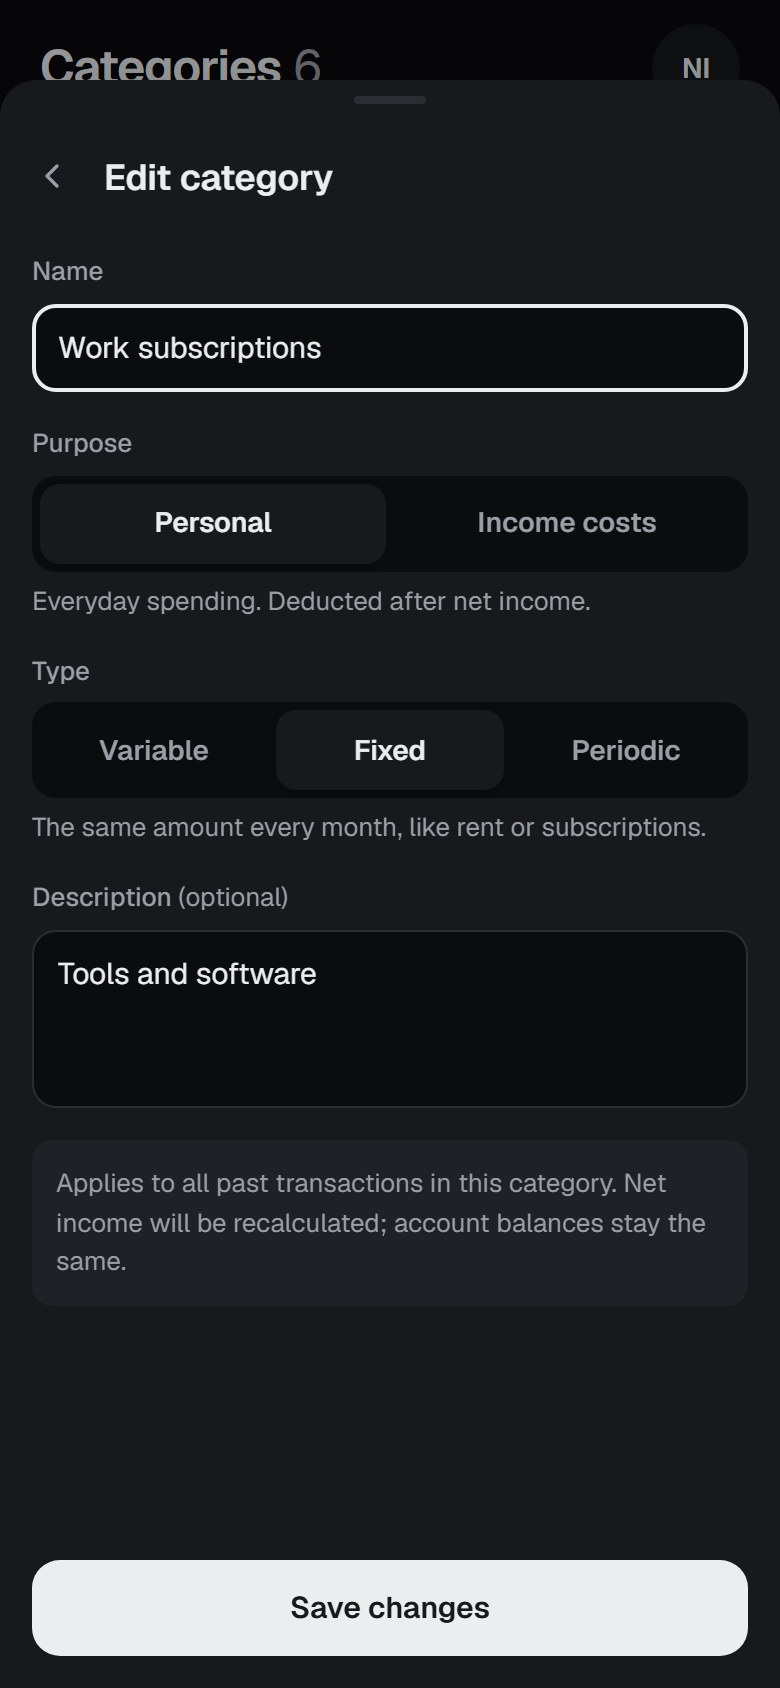 Categories 6
NI
Edit category
Name
Work subscriptions
Purpose
Personal
Income costs
Everyday spending. Deducted after net income.
Type
Variable
Fixed
Periodic
The same amount every month, like rent or subscriptions.
Description (optional)
Tools and software
Applies to all past transactions in this category. Net
income will be recalculated; account balances stay the
same.
Save changes